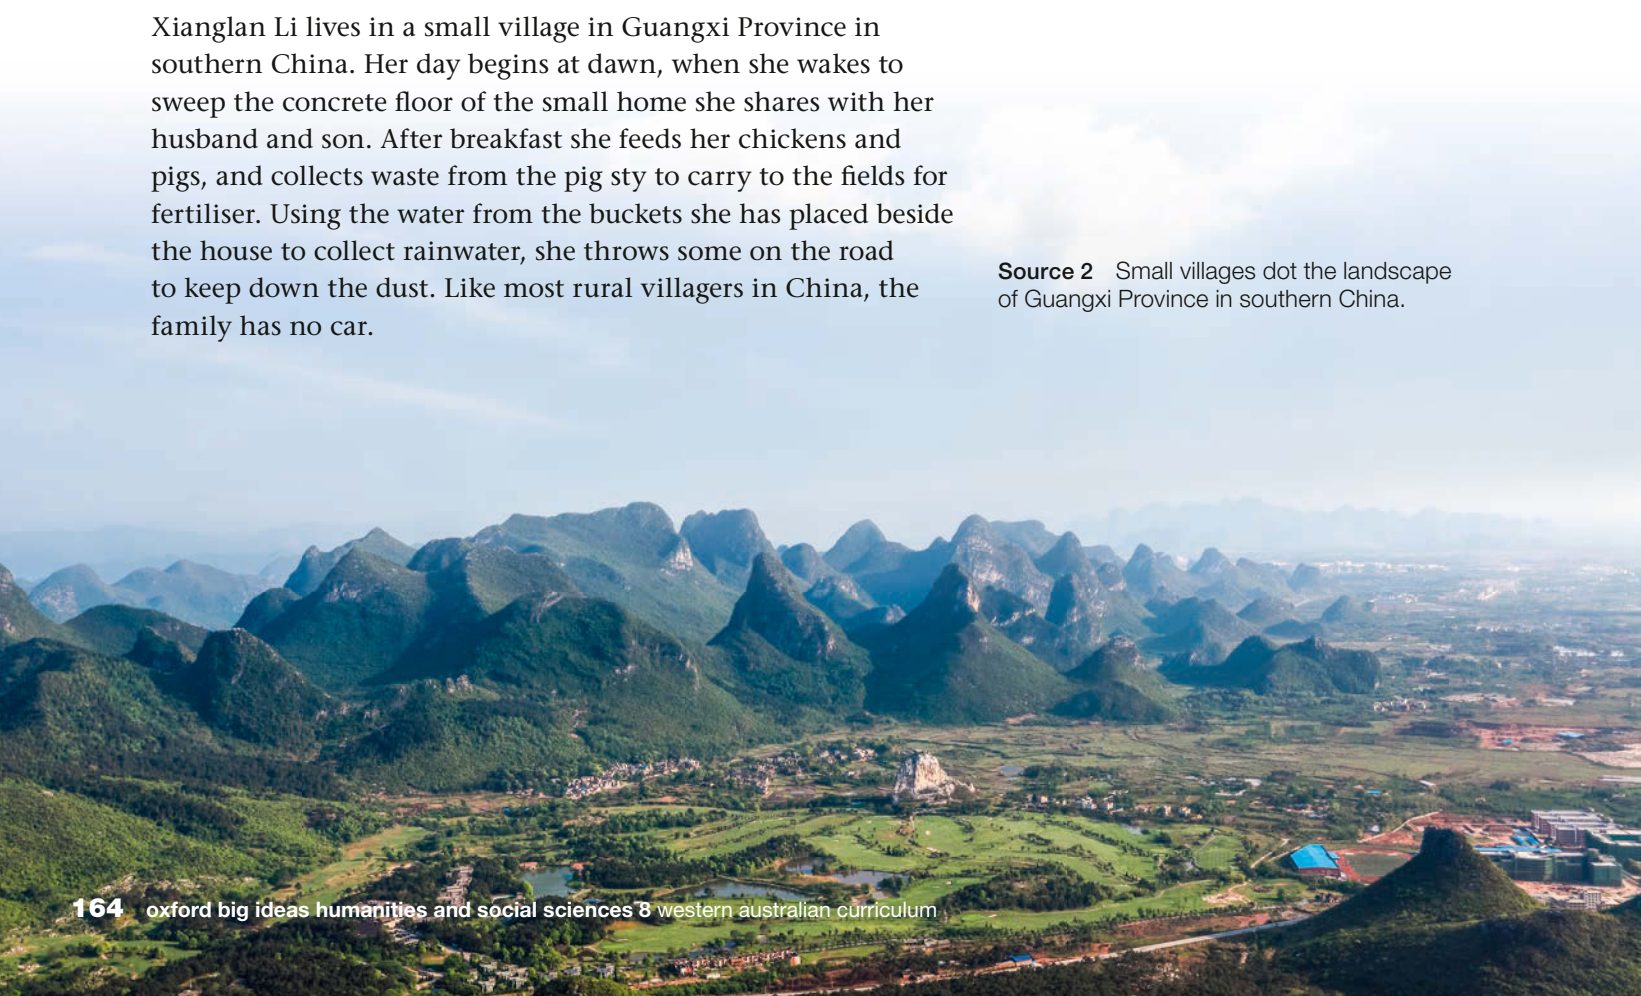 Xianglan Li lives in a small village in Guangxi Province in
southern China. Her day begins at dawn, when she wakes to
sweep the concrete floor of the small home she shares with her
husband and son. After breakfast she feeds her chickens and
pigs, and collects waste from the pig sty to carry to the fields for
fertiliser. Using the water from the buckets she has placed beside
the house to collect rainwater, she throws some on the road
to keep down the dust. Like most rural villagers in China, the
family has no car.
Source 2 Small villages dot the landscape
of Guangxi Province in southern China.
164 oxford big ideas humanities and social sciences 8 western australian curriculum